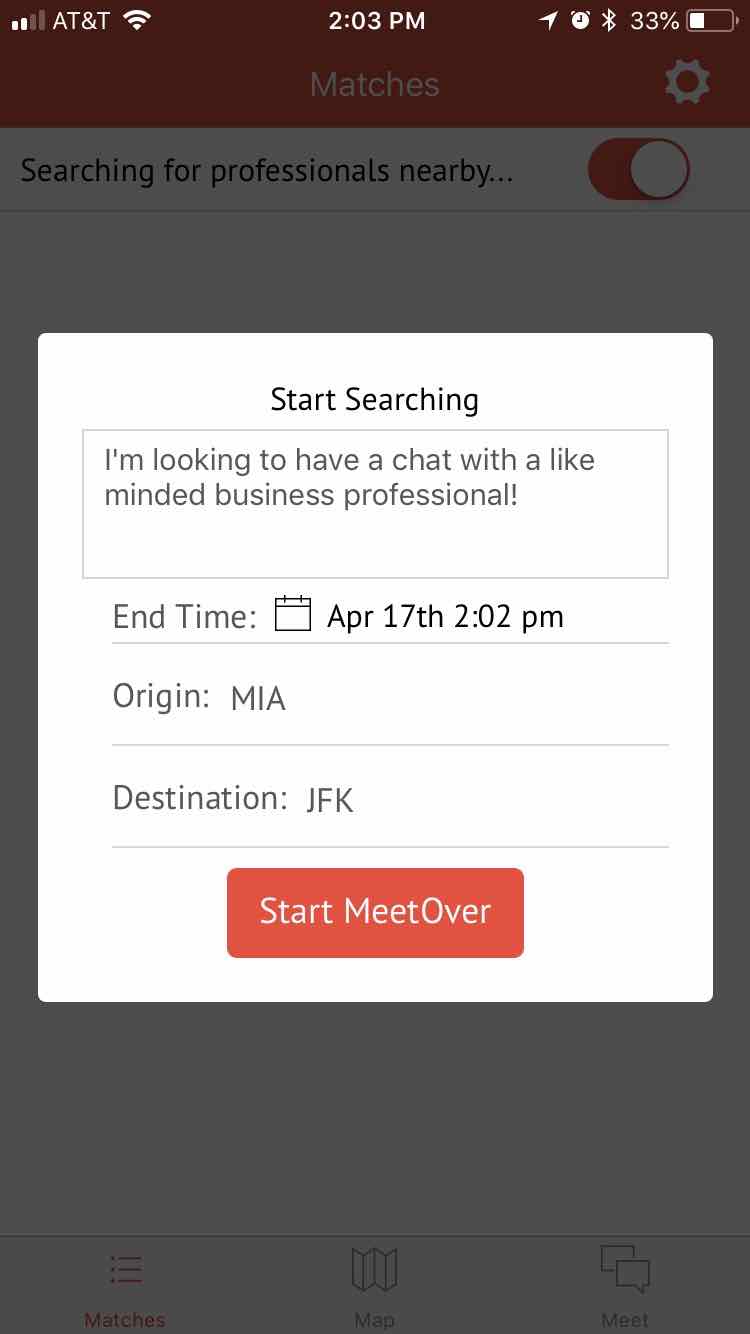 AT&T 2:03 PM 33%
Matches
Searching for professionals nearby...
Start Searching
I'm looking to have a chat with a like
minded business professional!
End Time: Apr 17th 2:02 pm
Origin: MIA
Destination: JFK
Start MeetOver
Matches Map Meet